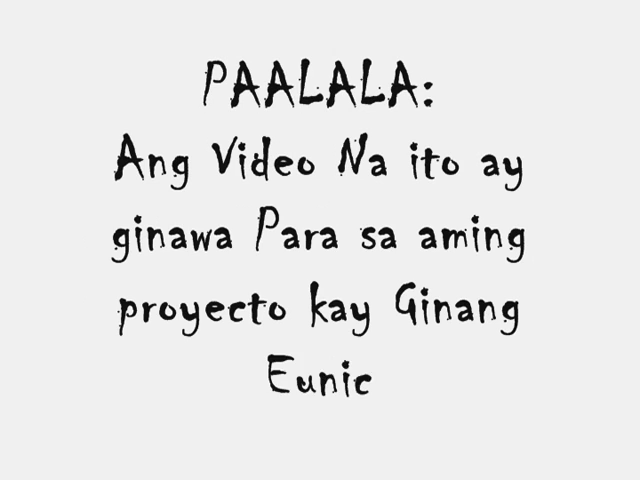 PAALALA:
Ang Video Na ito ay
ginawa Para sa aming
proyecto kay Ginang
Eunic